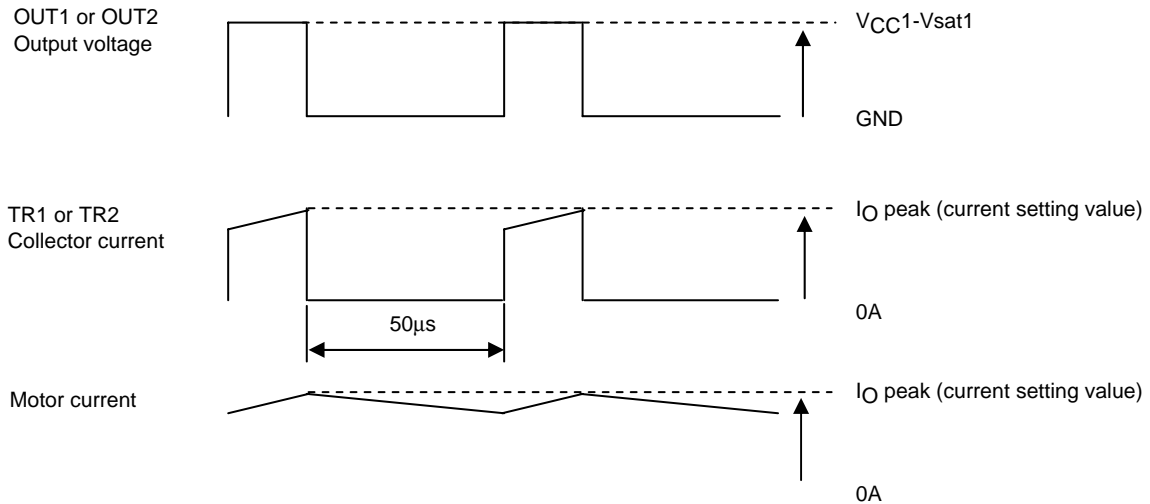 OUT1 or OUT2
Output voltage
VCC1-Vsat1
GND
TR1 or TR2
Collector current
IO peak (current setting value)
0A
50μs
Motor current
IO peak (current setting value)
0A